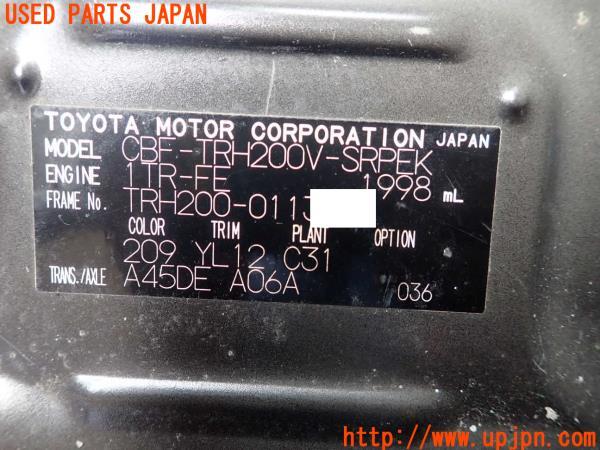 USED PARTS JAPAN
TOYOTA MOTOR CORPORATION JAPAN
MODEL CBF-TRH200V-SRPEK
ENGINE 1TR-FE 1998 mL
FRAME No. TRH200-011
COLOR TRIM PLANT OPTION
209 YL12 C31
TRANS./AXLE A45DE A06A 036
http://www.upjpn.com/